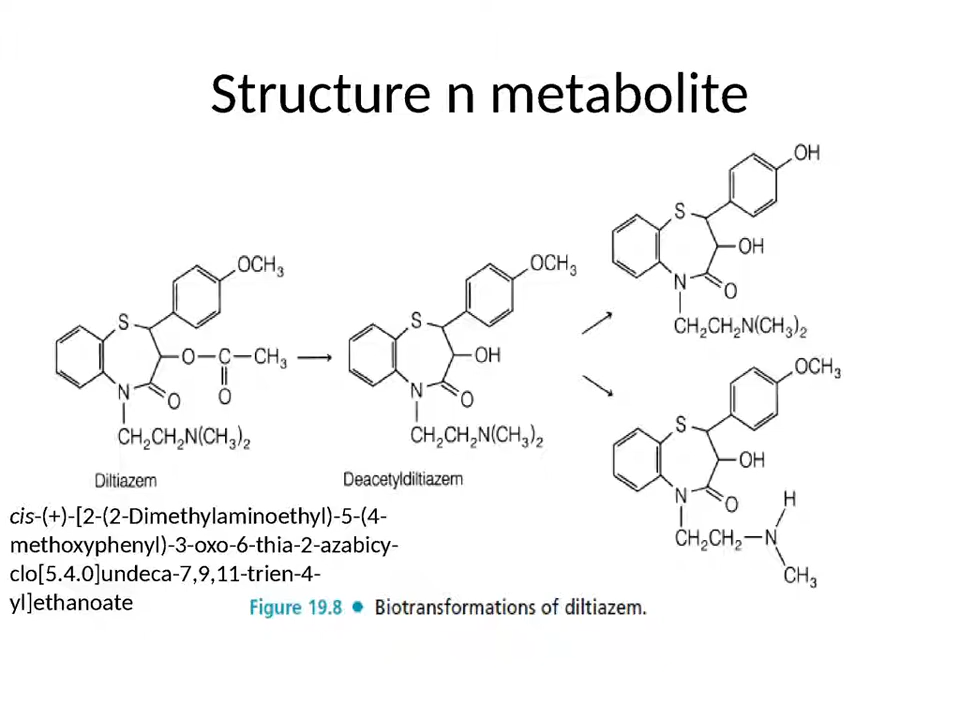 Structure n metabolite
OCH3
S
O—C—CH3
N
O
O
CH2CH2N(CH3)2
Diltiazem
OCH3
S
OH
N
O
CH2CH2N(CH3)2
Deacetyldiltiazem
OH
S
OH
N
O
CH2CH2N(CH3)2
OCH3
S
OH
N
O
H
CH2CH2—N
CH3
cis-(+)-[2-(2-Dimethylaminoethyl)-5-(4-
methoxyphenyl)-3-oxo-6-thia-2-azabicy-
clo[5.4.0]undeca-7,9,11-trien-4-
yl]ethanoate
Figure 19.8 ● Biotransformations of diltiazem.